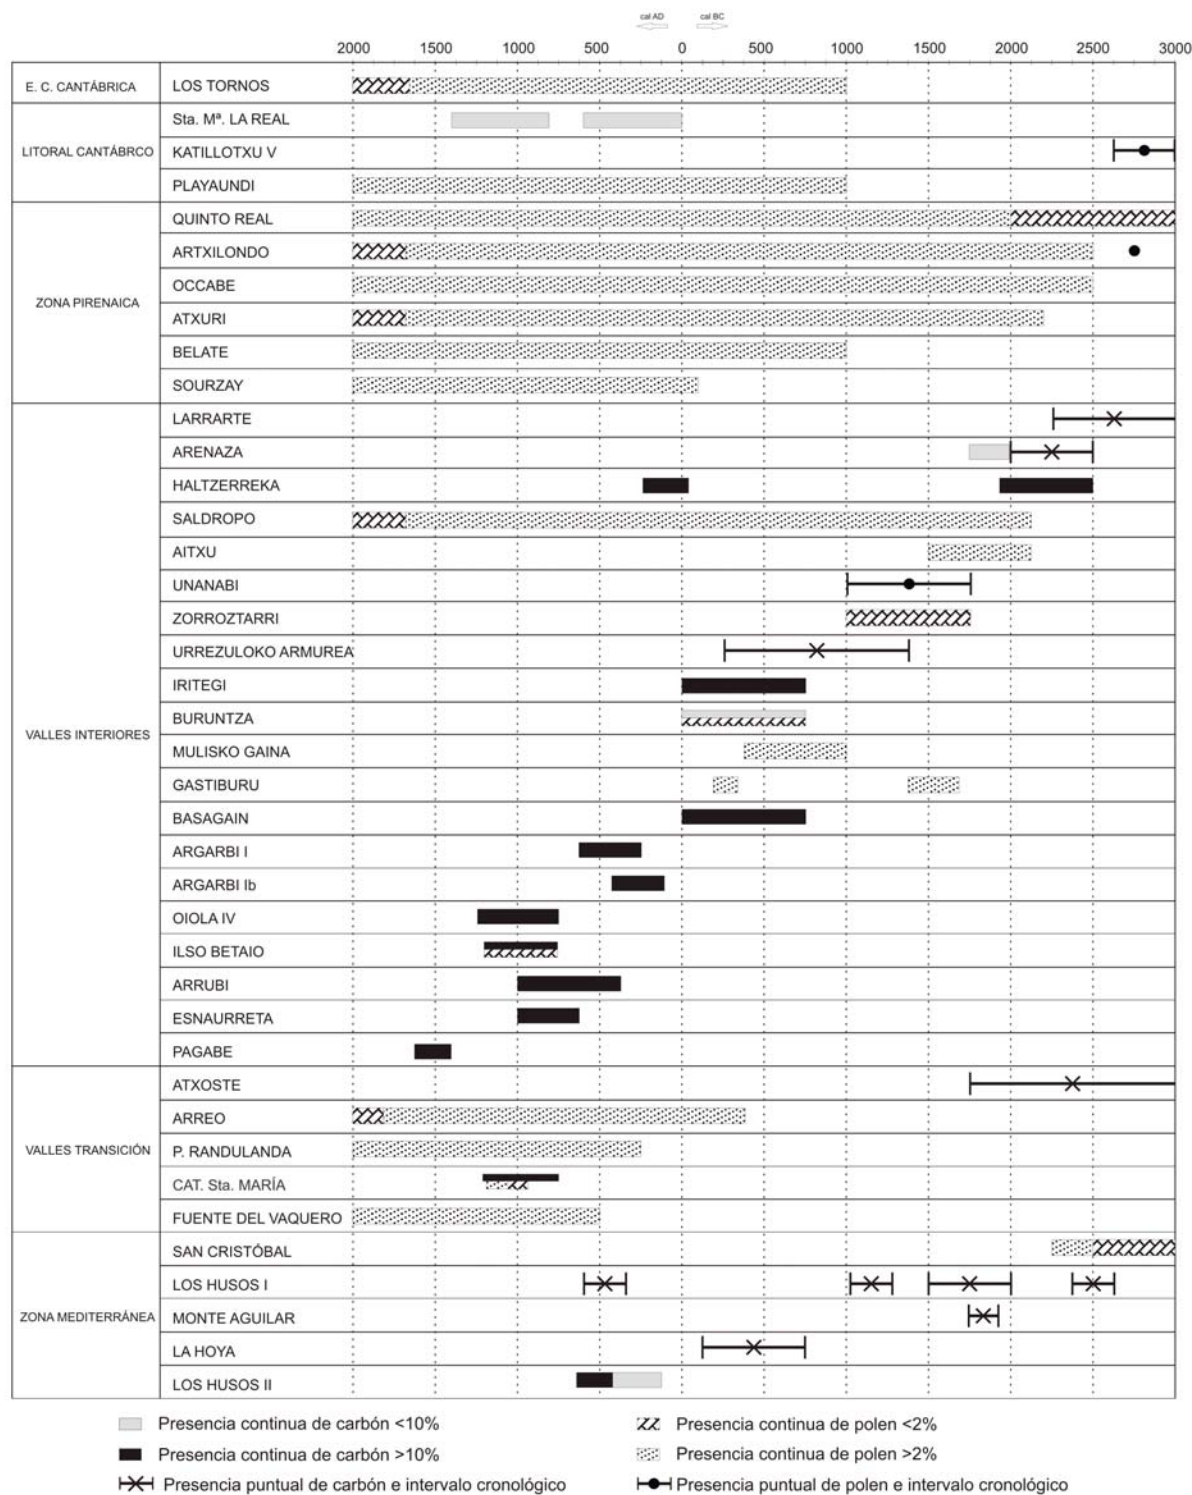 cal AD cal BC
2000 1500 1000 500 0 500 1000 1500 2000 2500 3000
E. C. CANTÁBRICA LOS TORNOS
Sta. Mª. LA REAL
LITORAL CANTÁBRCO KATILLOTXU V
PLAYAUNDI
QUINTO REAL
ARTXILONDO
OCCABE
ZONA PIRENAICA
ATXURI
BELATE
SOURZAY
LARRARTE
ARENAZA
HALTZERREKA
SALDROPO
AITXU
UNANABI
ZORROZTARRI
URREZULOKO ARMUREA
IRITEGI
BURUNTZA
VALLES INTERIORES
MULISKO GAINA
GASTIBURU
BASAGAIN
ARGARBI I
ARGARBI Ib
OIOLA IV
ILSO BETAIO
ARRUBI
ESNAURRETA
PAGABE
ATXOSTE
ARREO
VALLES TRANSICIÓN P. RANDULANDA
CAT. Sta. MARÍA
FUENTE DEL VAQUERO
SAN CRISTÓBAL
LOS HUSOS I
ZONA MEDITERRÁNEA MONTE AGUILAR
LA HOYA
LOS HUSOS II
Presencia continua de carbón <10% Presencia continua de polen <2%
Presencia continua de carbón >10% Presencia continua de polen >2%
Presencia puntual de carbón e intervalo cronológico Presencia puntual de polen e intervalo cronológico